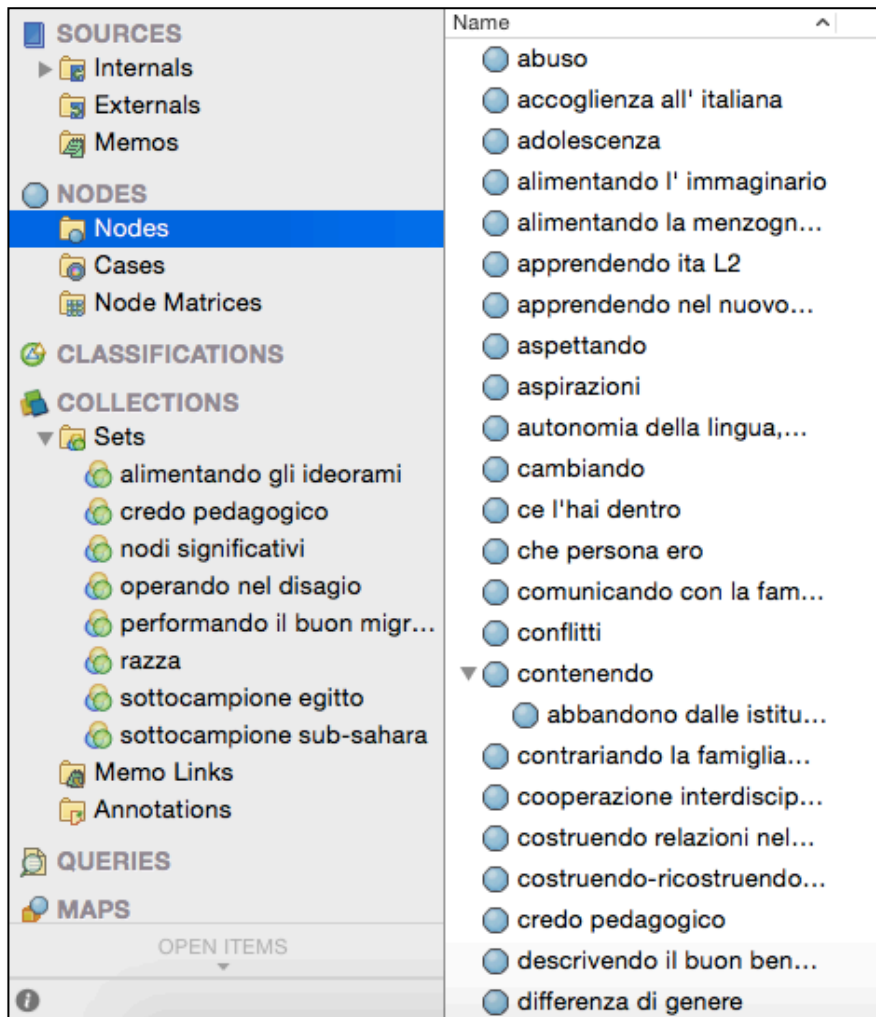 SOURCES
Internals
Externals
Memos
NODES
Nodes
Cases
Node Matrices
CLASSIFICATIONS
COLLECTIONS
Sets
alimentando gli ideorami
credo pedagogico
nodi significativi
operando nel disagio
performando il buon migr...
razza
sottocampione egitto
sottocampione sub-sahara
Memo Links
Annotations
QUERIES
MAPS
OPEN ITEMS
Name
abuso
accoglienza all' italiana
adolescenza
alimentando l' immaginario
alimentando la menzogn...
apprendendo ita L2
apprendendo nel nuovo...
aspettando
aspirazioni
autonomia della lingua,...
cambiando
ce l'hai dentro
che persona ero
comunicando con la fam...
conflitti
contenendo
abbandono dalle istitu...
contrariando la famiglia...
cooperazione interdiscip...
costruendo relazioni nel...
costruendo-ricostruendo...
credo pedagogico
descrivendo il buon ben...
differenza di genere